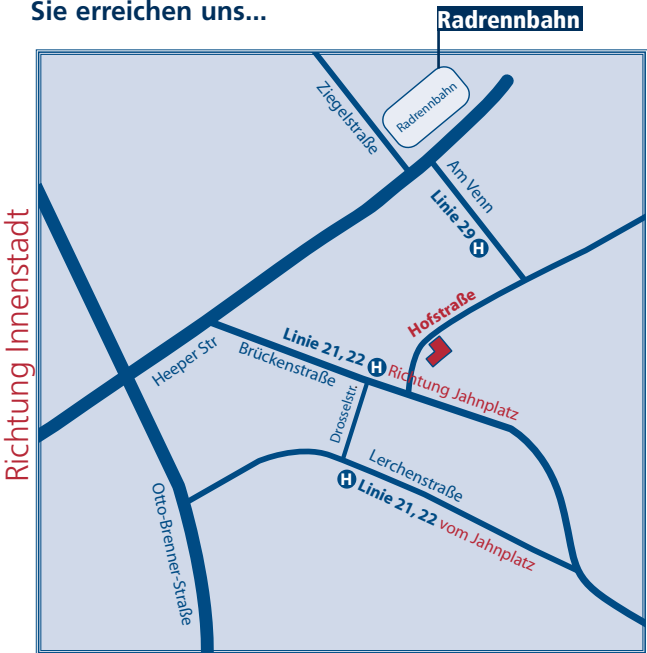 Sie erreichen uns...
Radrennbahn
Ziegelstraße
Radrennbahn
Am Venn
Linie 29 H
Richtung Innenstadt
Hofstraße
Heeper Str
Linie 21, 22 H Richtung Jahnplatz
Brückenstraße
Drosselstr.
Lerchenstraße
H Linie 21, 22 vom Jahnplatz
Otto-Brenner-Straße